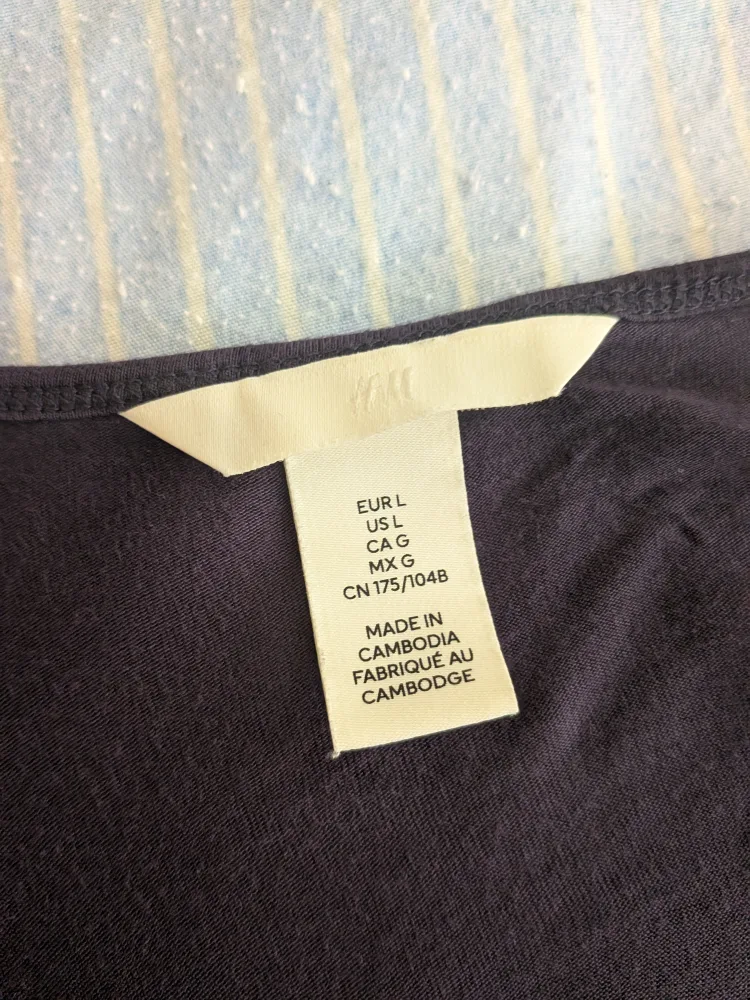 H&M
EUR L
US L
CA G
MX G
CN 175/104B
MADE IN
CAMBODIA
FABRIQUÉ AU
CAMBODGE